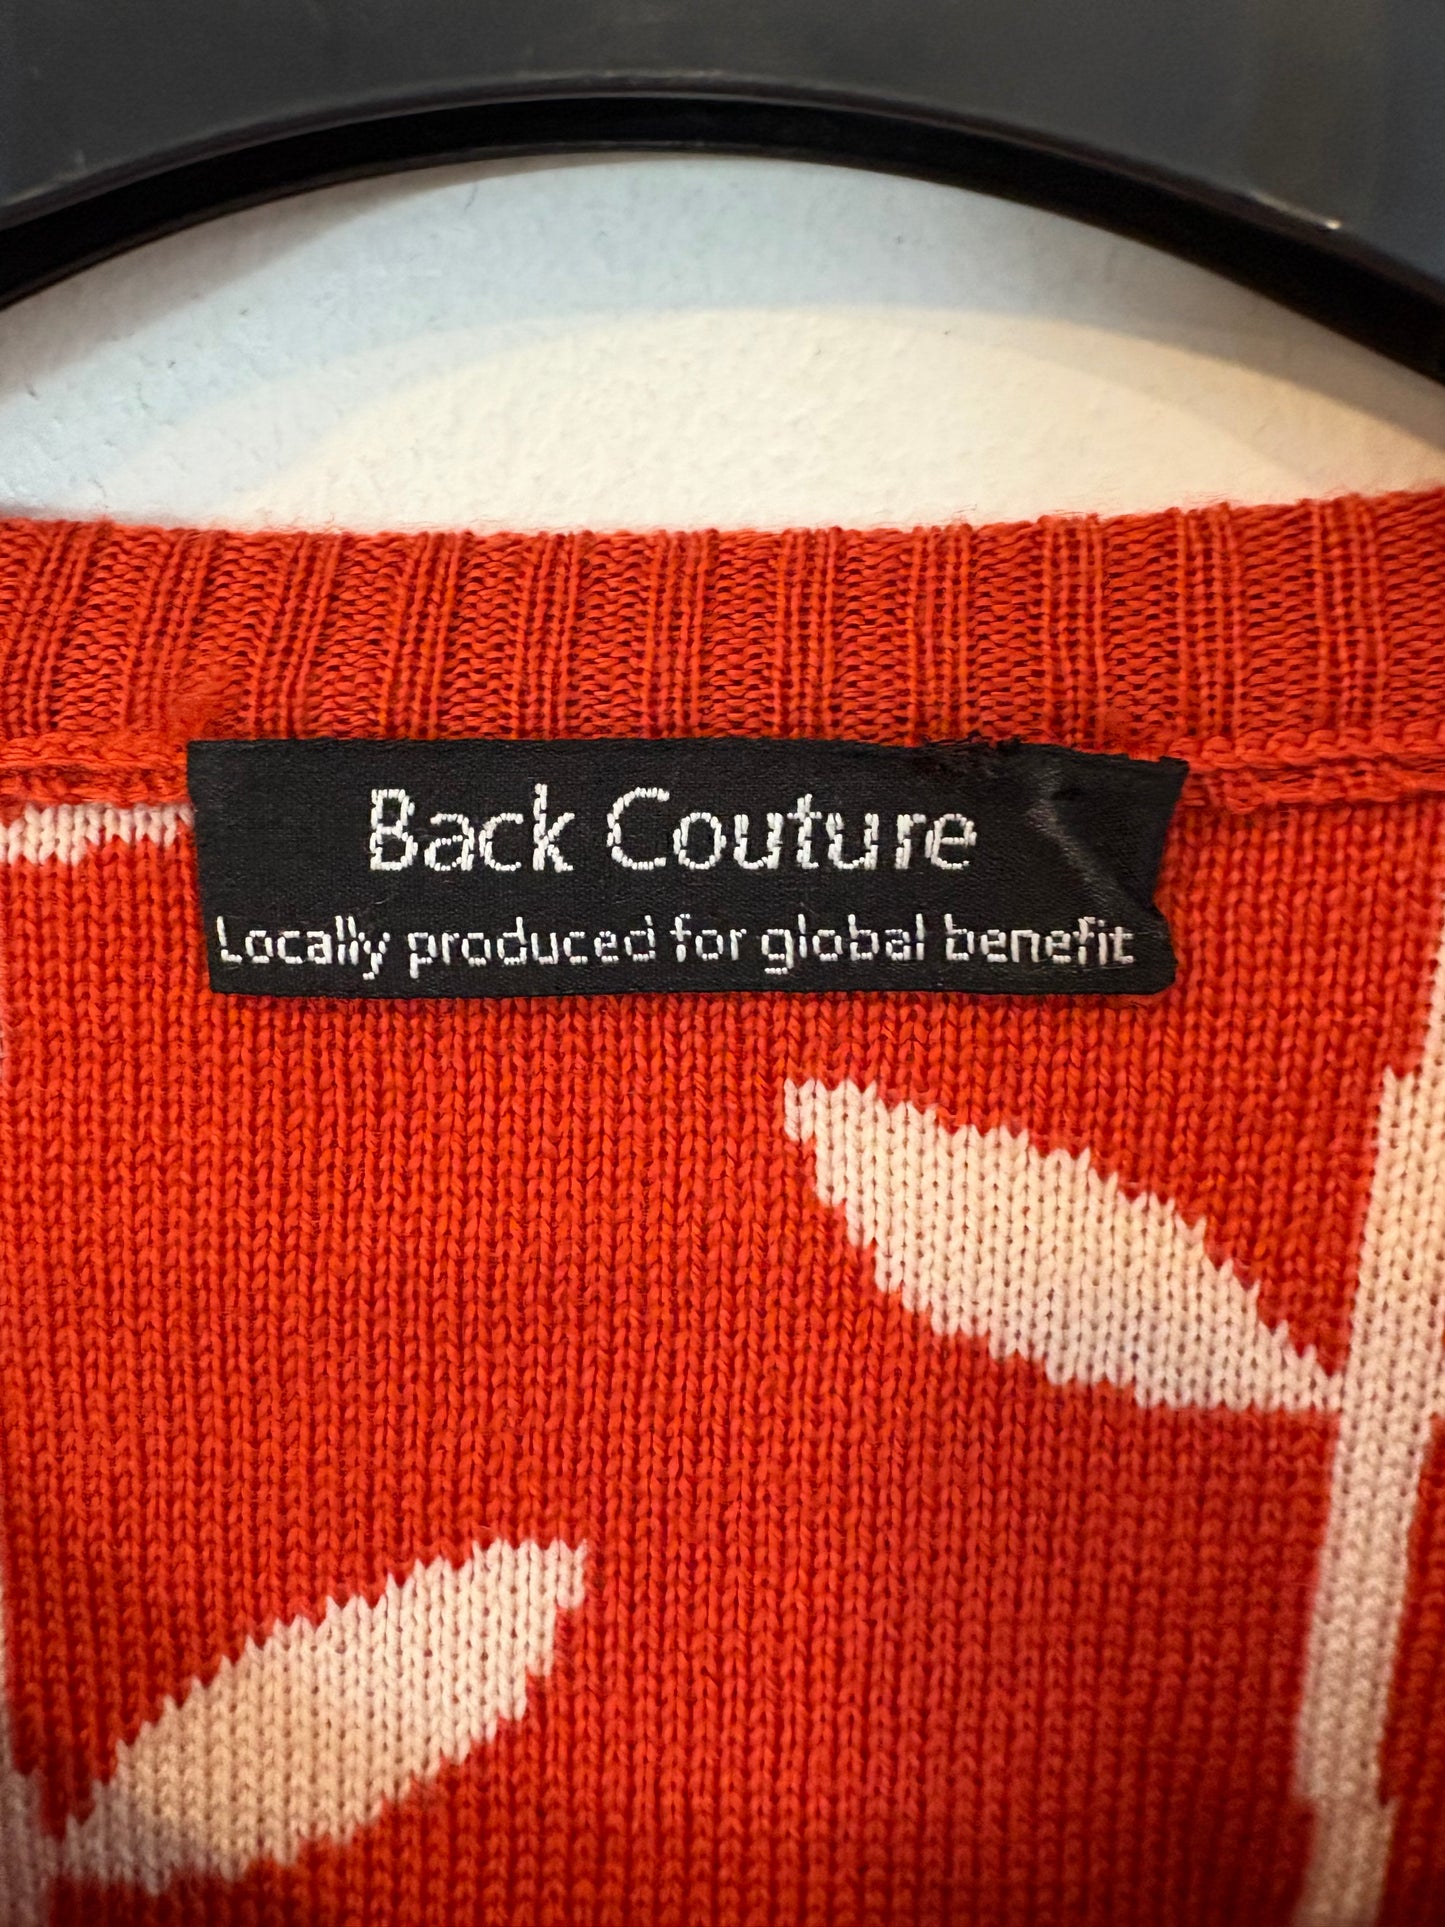 Back Couture
Locally produced for global benefit